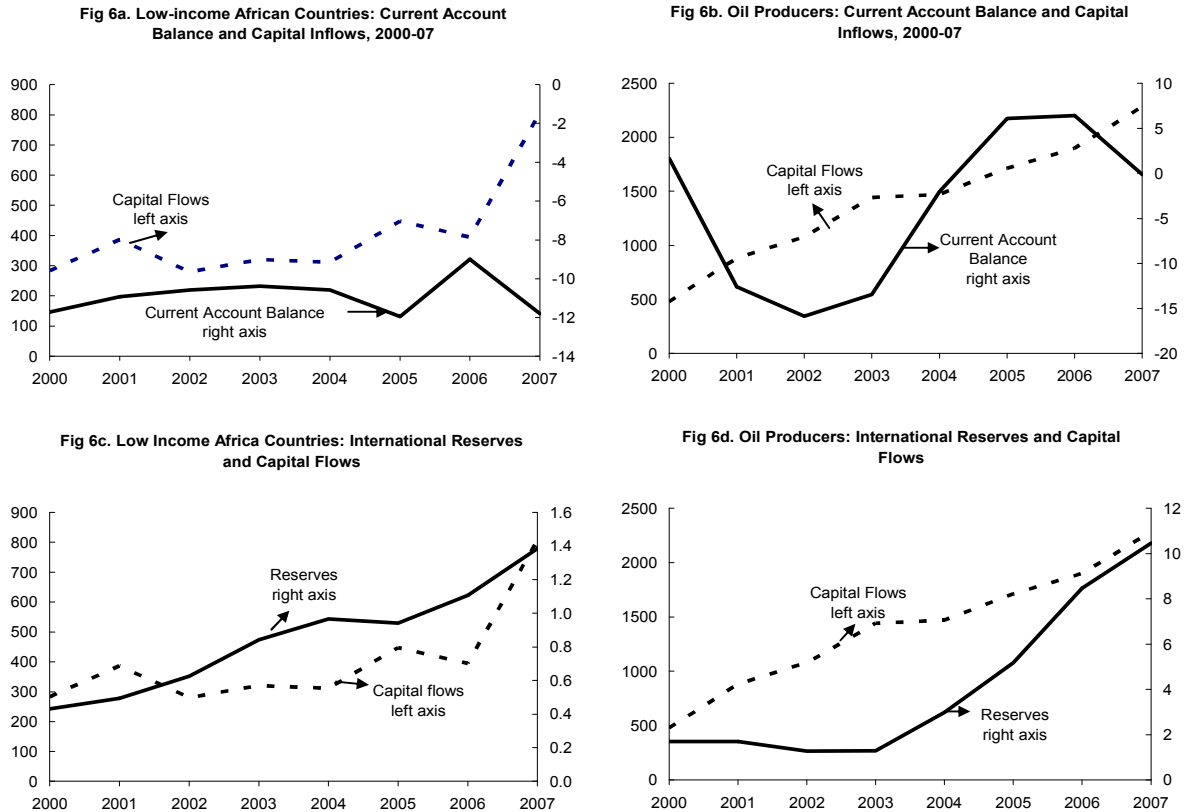 Fig 6a. Low-income African Countries: Current Account
Balance and Capital Inflows, 2000-07
900
800
700
600
500
400
300
200
100
0
0
-2
-4
-6
-8
-10
-12
-14
Capital Flows
left axis
Current Account Balance
right axis
2000 2001 2002 2003 2004 2005 2006 2007
Fig 6b. Oil Producers: Current Account Balance and Capital
Inflows, 2000-07
2500
2000
1500
1000
500
0
10
5
0
-5
-10
-15
-20
Capital Flows
left axis
Current Account
Balance
right axis
2000 2001 2002 2003 2004 2005 2006 2007
Fig 6c. Low Income Africa Countries: International Reserves
and Capital Flows
900
800
700
600
500
400
300
200
100
0
1.6
1.4
1.2
1.0
0.8
0.6
0.4
0.2
0.0
Reserves
right axis
Capital flows
left axis
2000 2001 2002 2003 2004 2005 2006 2007
Fig 6d. Oil Producers: International Reserves and Capital
Flows
2500
2000
1500
1000
500
0
12
10
8
6
4
2
0
Capital Flows
left axis
Reserves
right axis
2000 2001 2002 2003 2004 2005 2006 2007